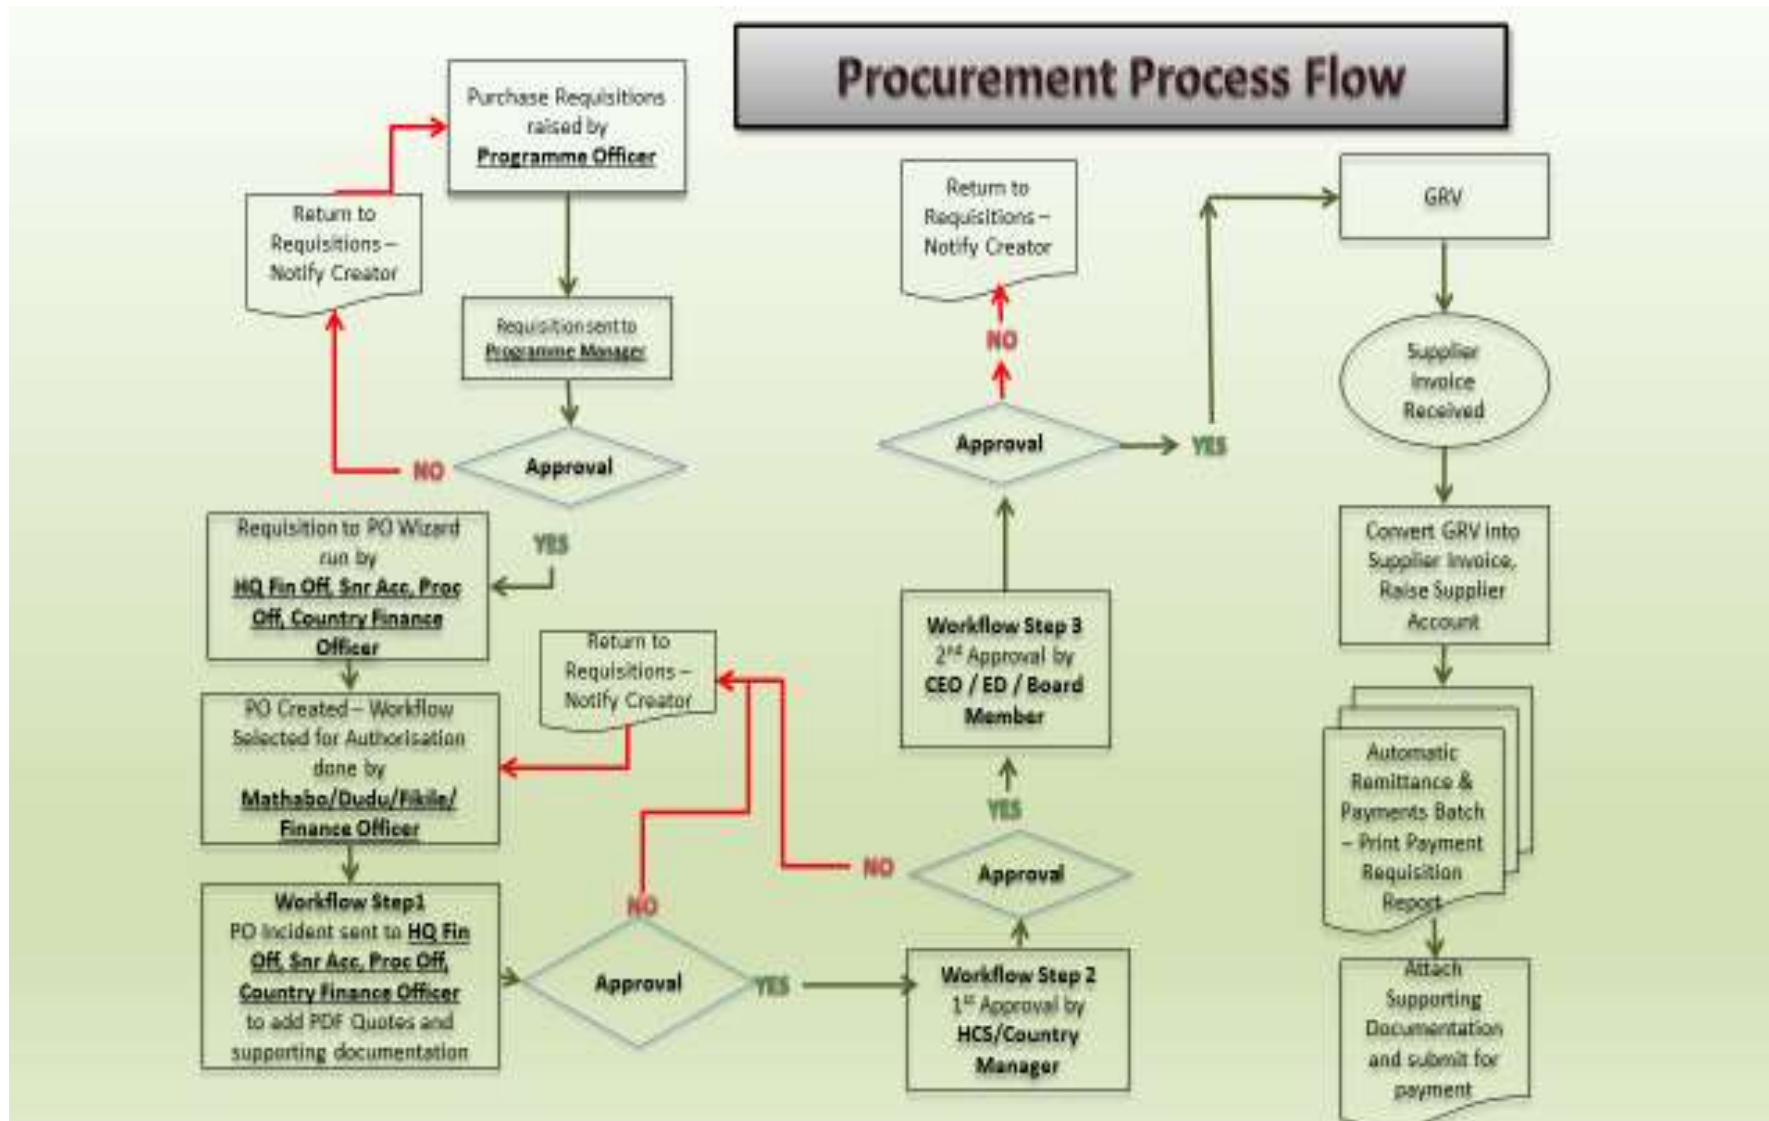 Procurement Process Flow
Purchase Requisitions
raised by
Programme Officer
Return to
Requisitions –
Notify Creator
Requisition sent to
Programme Manager
Approval
NO
YES
Requisition to PO Wizard
run by
HQ Fin Off, Snr Acc, Proc
Off, Country Finance
Officer
PO Created – Workflow
Selected for Authorisation
done by
Mathabo/Dudu/Fikile/
Finance Officer
Return to
Requisitions –
Notify Creator
Workflow Step1
PO Incident sent to HQ Fin
Off, Snr Acc, Proc Off,
Country Finance Officer
to add PDF Quotes and
supporting documentation
NO
Approval
YES
Workflow Step 2
1st Approval by
HCS/Country
Manager
Approval
NO
YES
Workflow Step 3
2nd Approval by
CEO / ED / Board
Member
Approval
NO
Return to
Requisitions –
Notify Creator
YES
GRV
Supplier
Invoice
Received
Convert GRV into
Supplier Invoice,
Raise Supplier
Account
Automatic
Remittance &
Payments Batch
– Print Payment
Requisition
Report
Attach
Supporting
Documentation
and submit for
payment